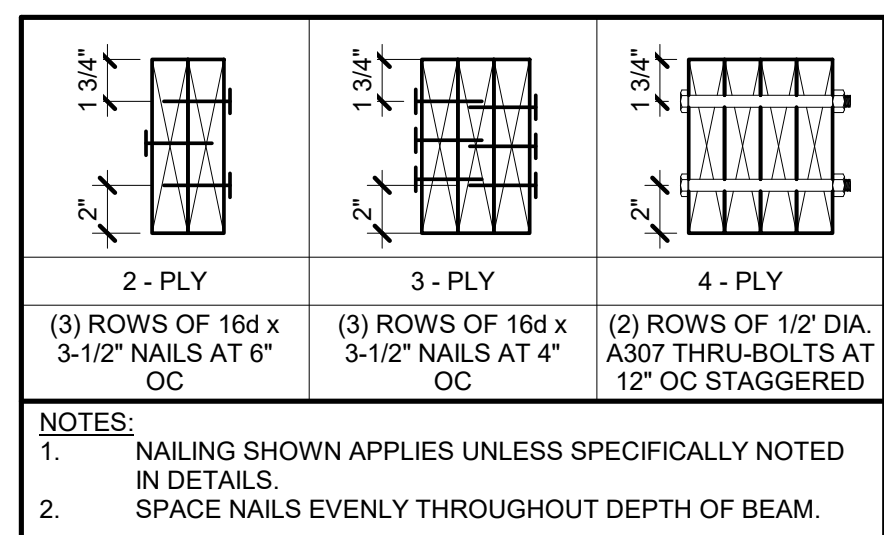 1 3/4"
2"
1 3/4"
2"
1 3/4"
2"
2 - PLY
3 - PLY
4 - PLY
(3) ROWS OF 16d x
3-1/2" NAILS AT 6"
OC
(3) ROWS OF 16d x
3-1/2" NAILS AT 4"
OC
(2) ROWS OF 1/2' DIA.
A307 THRU-BOLTS AT
12" OC STAGGERED
NOTES:
1. NAILING SHOWN APPLIES UNLESS SPECIFICALLY NOTED
IN DETAILS.
2. SPACE NAILS EVENLY THROUGHOUT DEPTH OF BEAM.